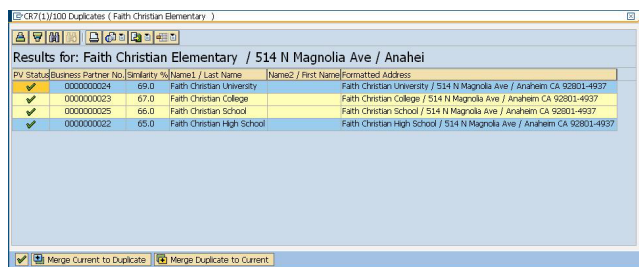 CR7(1)/100 Duplicates ( Faith Christian Elementary )
Results for: Faith Christian Elementary / 514 N Magnolia Ave / Anahei
PV Status Business Partner No. Similarity % Name1 / Last Name Name2 / First Name Formatted Address
0000000024 69.0 Faith Christian University Faith Christian University / 514 N Magnolia Ave / Anaheim CA 92801-4937
0000000023 67.0 Faith Christian College Faith Christian College / 514 N Magnolia Ave / Anaheim CA 92801-4937
0000000025 66.0 Faith Christian School Faith Christian School / 514 N Magnolia Ave / Anaheim CA 92801-4937
0000000022 65.0 Faith Christian High School Faith Christian High School / 514 N Magnolia Ave / Anaheim CA 92801-4937
Merge Current to Duplicate Merge Duplicate to Current